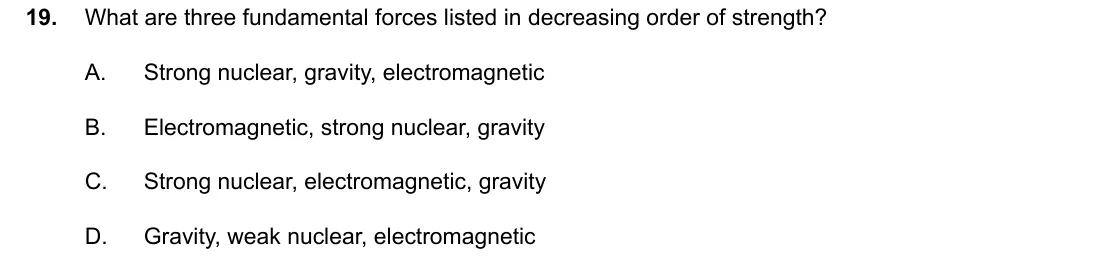 19. What are three fundamental forces listed in decreasing order of strength?
A. Strong nuclear, gravity, electromagnetic
B. Electromagnetic, strong nuclear, gravity
C. Strong nuclear, electromagnetic, gravity
D. Gravity, weak nuclear, electromagnetic